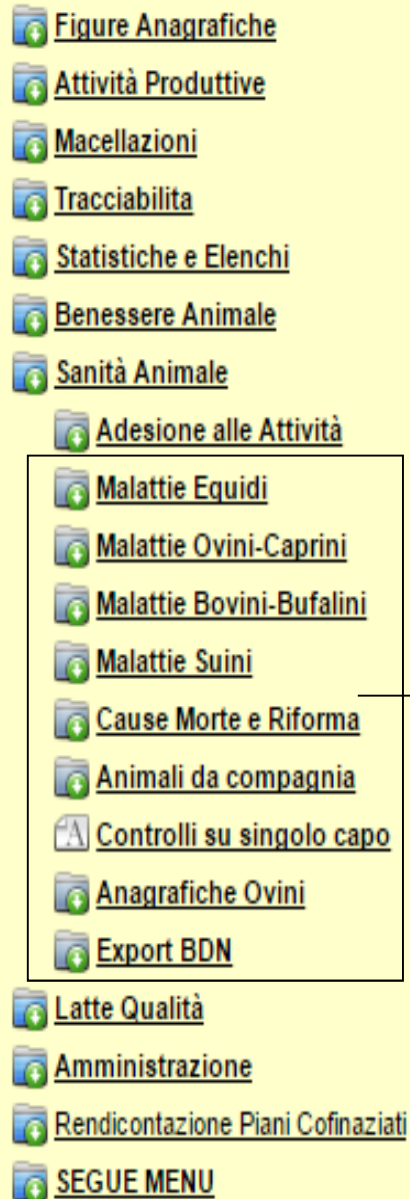 Figure Anagrafiche
Attività Produttive
Macellazioni
Tracciabilita
Statistiche e Elenchi
Benessere Animale
Sanità Animale
Adesione alle Attività
Malattie Equidi
Malattie Ovini-Caprini
Malattie Bovini-Bufalini
Malattie Suini
Cause Morte e Riforma
Animali da compagnia
Controlli su singolo capo
Anagrafiche Ovini
Export BDN
Latte Qualità
Amministrazione
Rendicontazione Piani Cofinaziati
SEGUE MENU